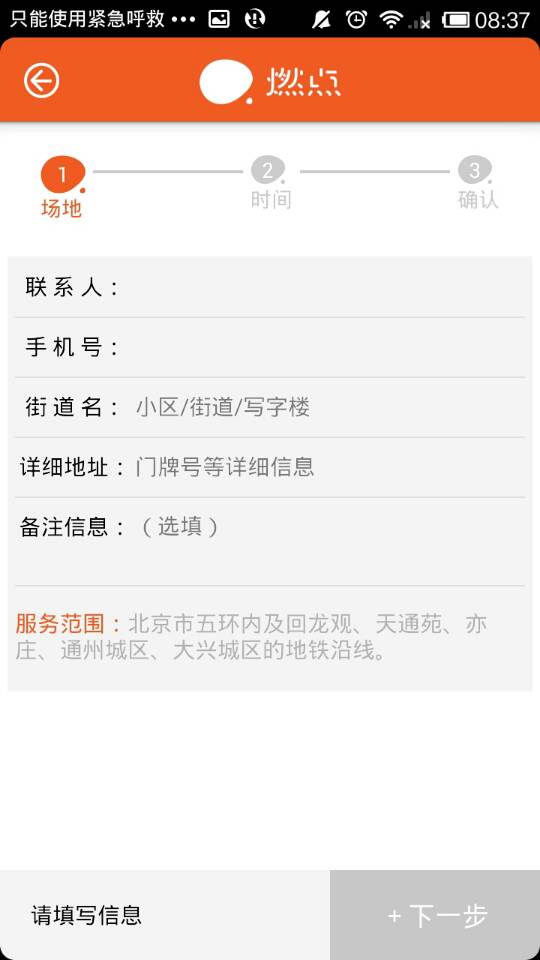 只能使用紧急呼救 ••• 08:37
燃点
1 2 3
场地 时间 确认
联系人：
手机号：
街道名： 小区/街道/写字楼
详细地址： 门牌号等详细信息
备注信息：（选填）
服务范围：北京市五环内及回龙观、天通苑、亦
庄、通州城区、大兴城区的地铁沿线。
请填写信息 + 下一步